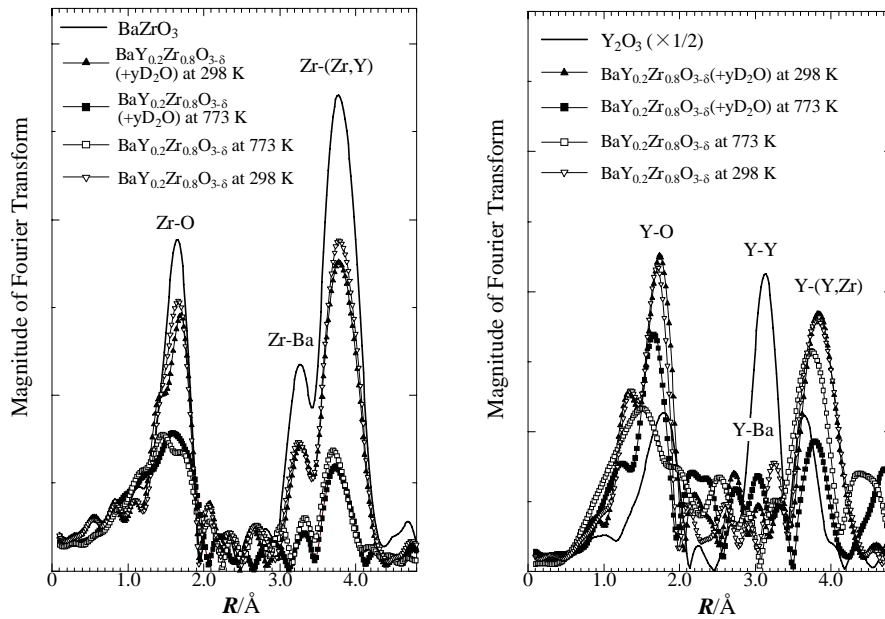 BaZrO3
BaY0.2Zr0.8O3-δ
(+yD2O) at 298 K
BaY0.2Zr0.8O3-δ
(+yD2O) at 773 K
BaY0.2Zr0.8O3-δ at 773 K
BaY0.2Zr0.8O3-δ at 298 K
Zr-(Zr,Y)
Zr-O
Zr-Ba
Magnitude of Fourier Transform
0 1.0 2.0 3.0 4.0
R/Å
Y2O3 (×1/2)
BaY0.2Zr0.8O3-δ(+yD2O) at 298 K
BaY0.2Zr0.8O3-δ(+yD2O) at 773 K
BaY0.2Zr0.8O3-δ at 773 K
BaY0.2Zr0.8O3-δ at 298 K
Y-O
Y-Y
Y-(Y,Zr)
Y-Ba
Magnitude of Fourier Transform
0 1.0 2.0 3.0 4.0
R/Å